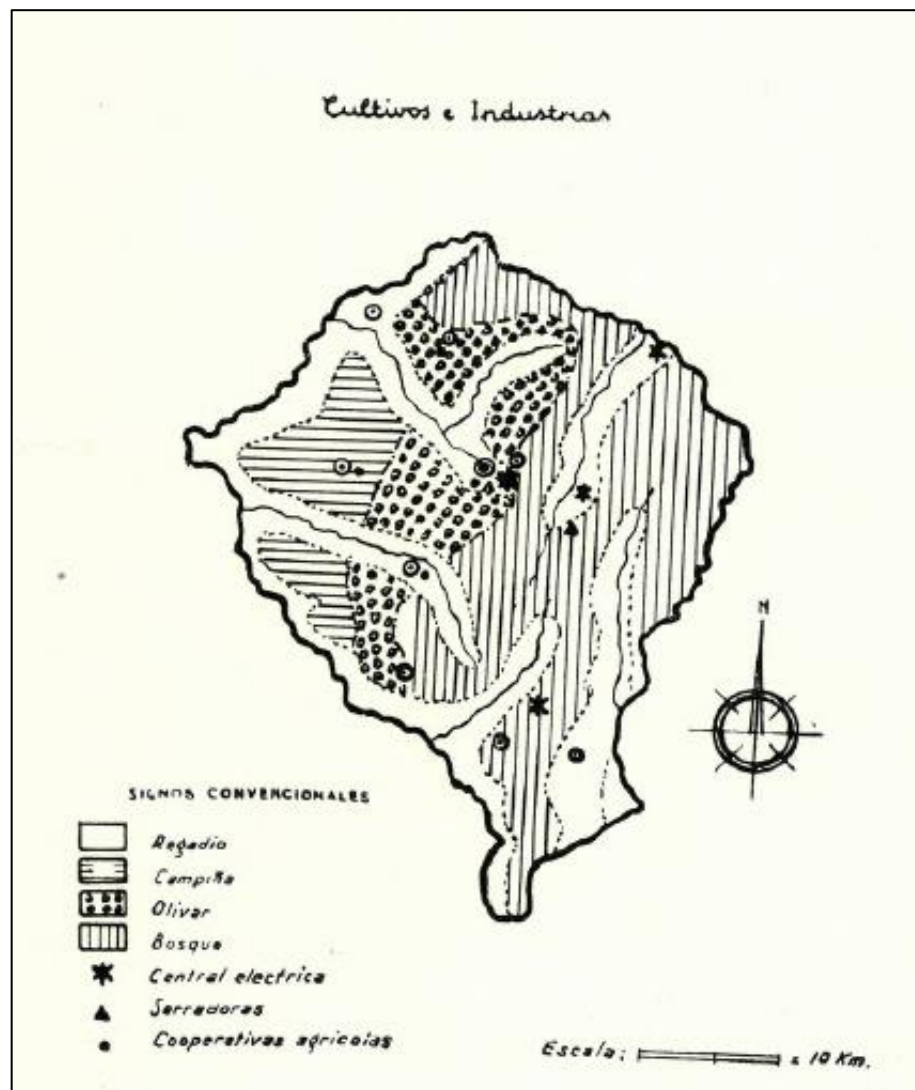 Cultivos e Industrias
N
SIGNOS CONVENCIONALES
Regadio
Campiña
Olivar
Bosque
Central electrica
Serradoras
Cooperativas agricolas
Escala: = 10 Km.